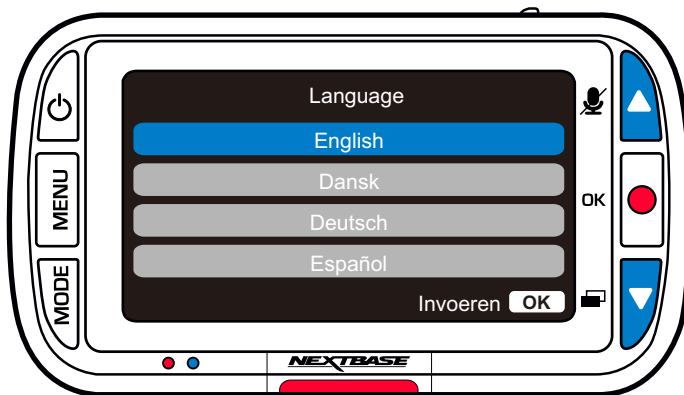 Language
English
Dansk
Deutsch
Español
Invoeren OK
MENU
MODE
OK
NEXTBASE